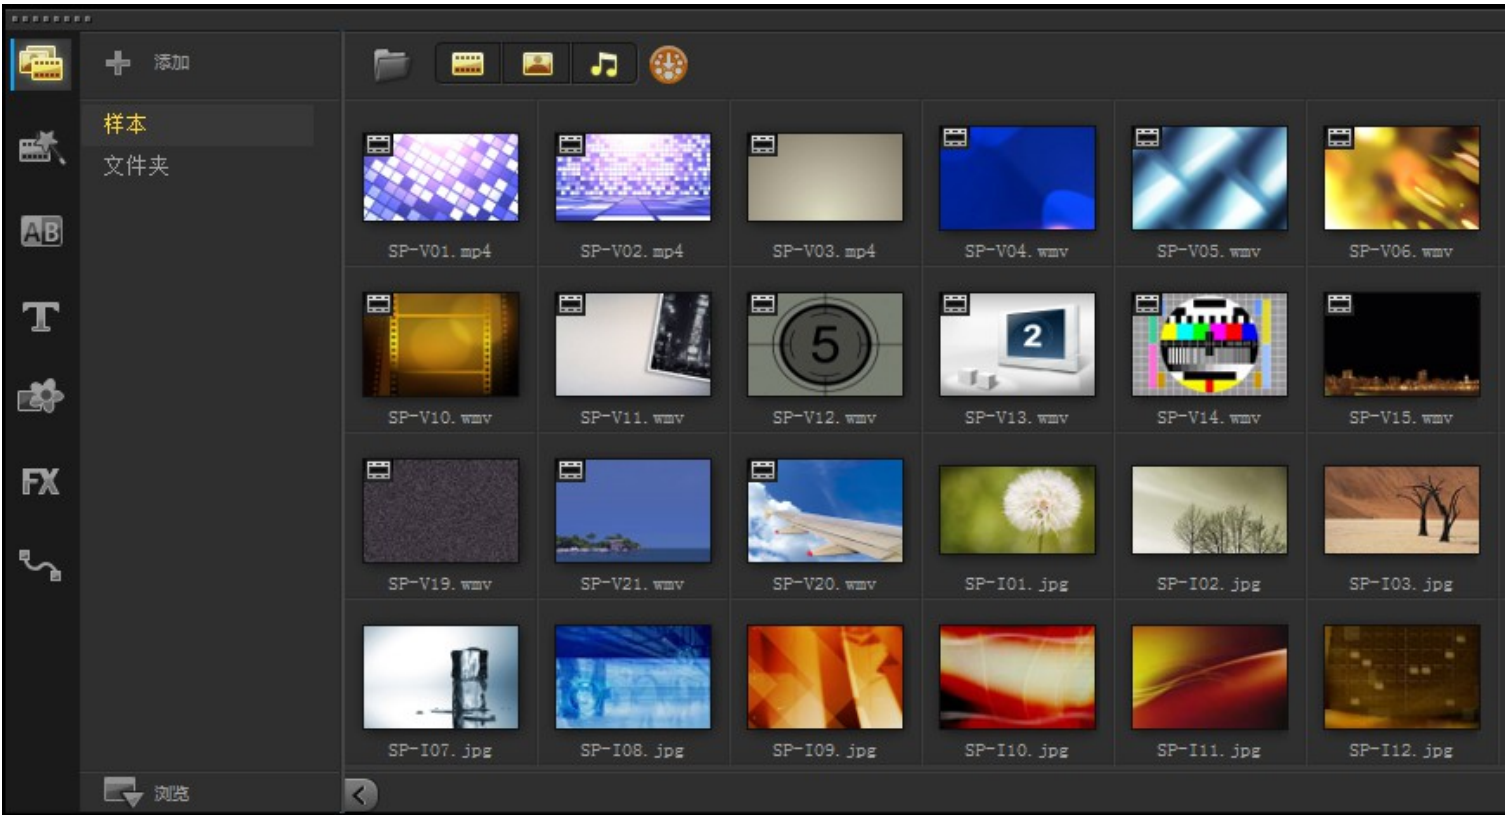 添加
样本
文件夹
AB
T
FX
SP-V01.mp4
SP-V02.mp4
SP-V03.mp4
SP-V04.wmv
SP-V05.wmv
SP-V06.wmv
5
2
SP-V10.wmv
SP-V11.wmv
SP-V12.wmv
SP-V13.wmv
SP-V14.wmv
SP-V15.wmv
SP-V19.wmv
SP-V21.wmv
SP-V20.wmv
SP-I01.jpg
SP-I02.jpg
SP-I03.jpg
SP-I07.jpg
SP-I08.jpg
SP-I09.jpg
SP-I10.jpg
SP-I11.jpg
SP-I12.jpg
浏览